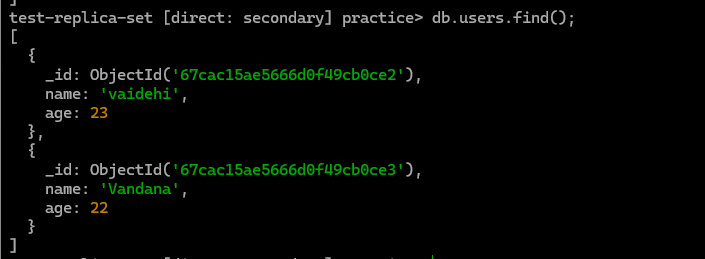 test-replica-set [direct: secondary] practice> db.users.find();
[
  {
    _id: ObjectId('67cac15ae5666d0f49cb0ce2'),
    name: 'vaidehi',
    age: 23
  },
  {
    _id: ObjectId('67cac15ae5666d0f49cb0ce3'),
    name: 'Vandana',
    age: 22
  }
]